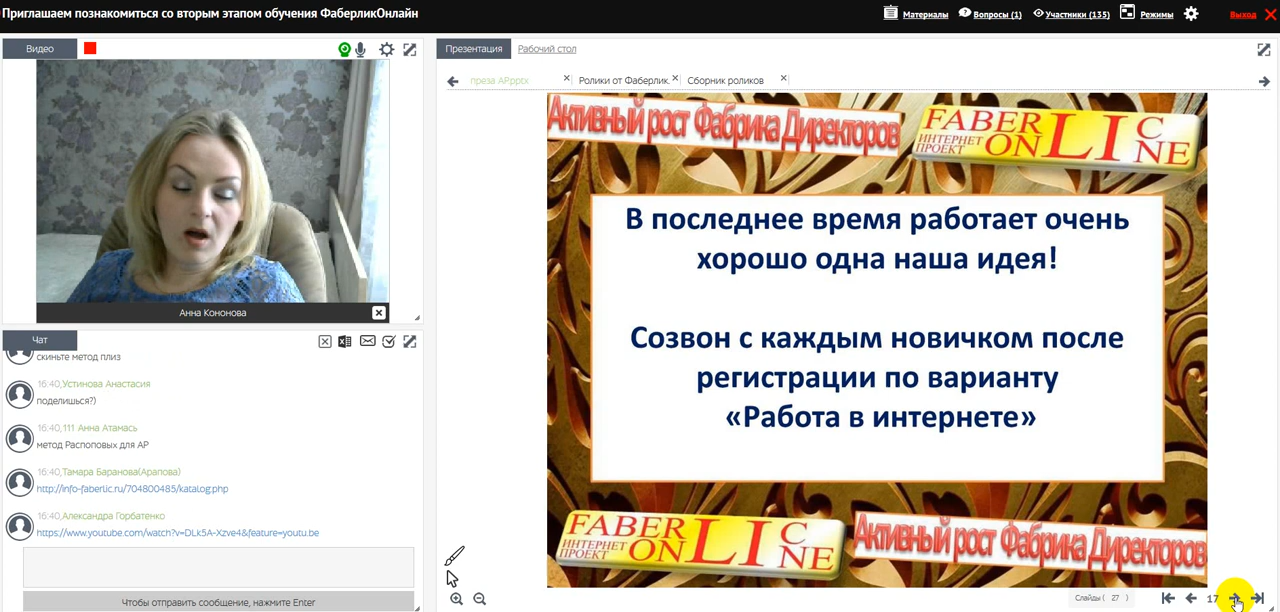 Приглашаем познакомиться со вторым этапом обучения ФаберликОнлайн
Материалы
Вопросы (1)
Участники (135)
Режимы
Выход
Видео
Анна Кононова
Чат
скиньте метод плиз
16:40,Устинова Анастасия
поделишься?)
16:40,111 Анна Атамась
метод Распоповых для АР
16:40,Тамара Баранова(Арапова)
http://info-faberlic.ru/704800485/katalog.php
16:40,Александра Горбатенко
https://www.youtube.com/watch?v=DLk5A-Xzve4&feature=youtu.be
Чтобы отправить сообщение, нажмите Enter
Презентация
Рабочий стол
преза APpptx
Ролики от Фаберлик.
Сборник роликов
Активный рост Фабрика Директоров
FABERLIC
ИНТЕРНЕТ ПРОЕКТ
ONLINE
В последнее время работает очень
хорошо одна наша идея!
Созвон с каждым новичком после
регистрации по варианту
«Работа в интернете»
FABERLIC
ИНТЕРНЕТ ПРОЕКТ
ONLINE
Активный рост Фабрика Директоров
Слайды ( 27 )
17